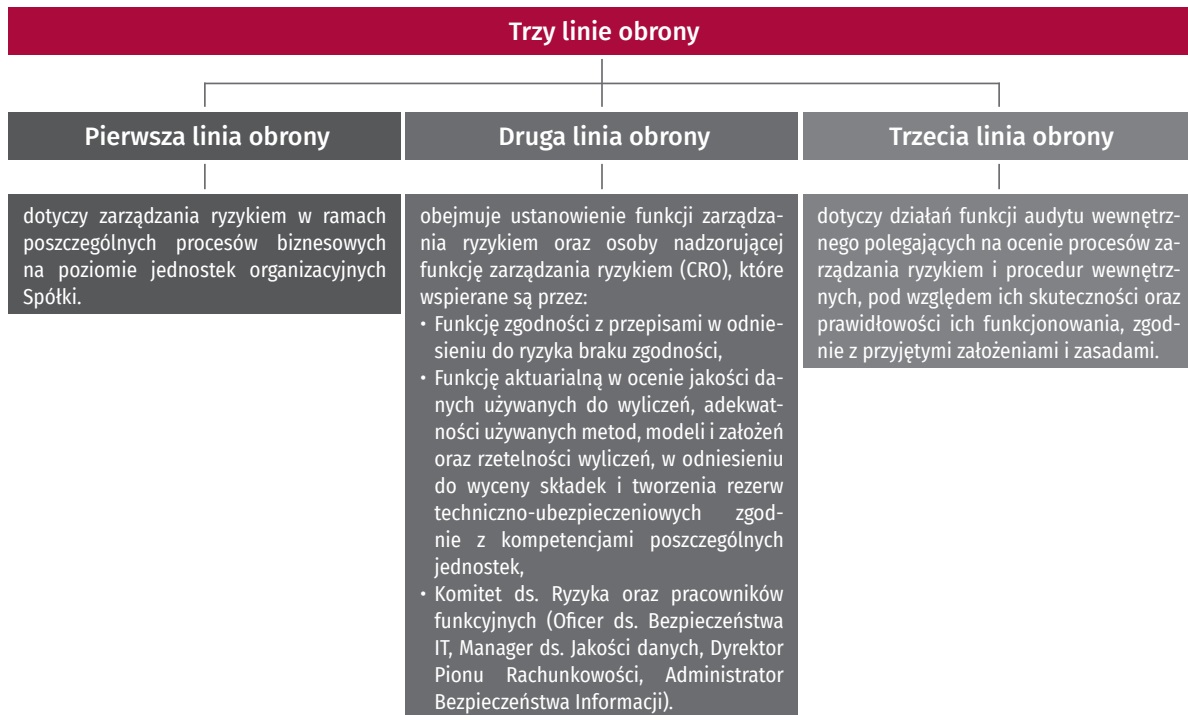 Trzy linie obrony
Pierwsza linia obrony
dotyczy zarządzania ryzykiem w ramach
poszczególnych procesów biznesowych
na poziomie jednostek organizacyjnych
Spółki.
Druga linia obrony
obejmuje ustanowienie funkcji zarządza-
nia ryzykiem oraz osoby nadzorującej
funkcję zarządzania ryzykiem (CRO), które
wspierane są przez:
• Funkcję zgodności z przepisami w odnie-
sieniu do ryzyka braku zgodności,
• Funkcję aktuarialną w ocenie jakości da-
nych używanych do wyliczeń, adekwat-
ności używanych metod, modeli i założeń
oraz rzetelności wyliczeń, w odniesieniu
do wyceny składek i tworzenia rezerw
techniczno-ubezpieczeniowych zgod-
nie z kompetencjami poszczególnych
jednostek,
• Komitet ds. Ryzyka oraz pracowników
funkcyjnych (Oficer ds. Bezpieczeństwa
IT, Manager ds. Jakości danych, Dyrektor
Pionu Rachunkowości, Administrator
Bezpieczeństwa Informacji).
Trzecia linia obrony
dotyczy działań funkcji audytu wewnętrz-
nego polegających na ocenie procesów za-
rządzania ryzykiem i procedur wewnętrz-
nych, pod względem ich skuteczności oraz
prawidłowości ich funkcjonowania, zgod-
nie z przyjętymi założeniami i zasadami.